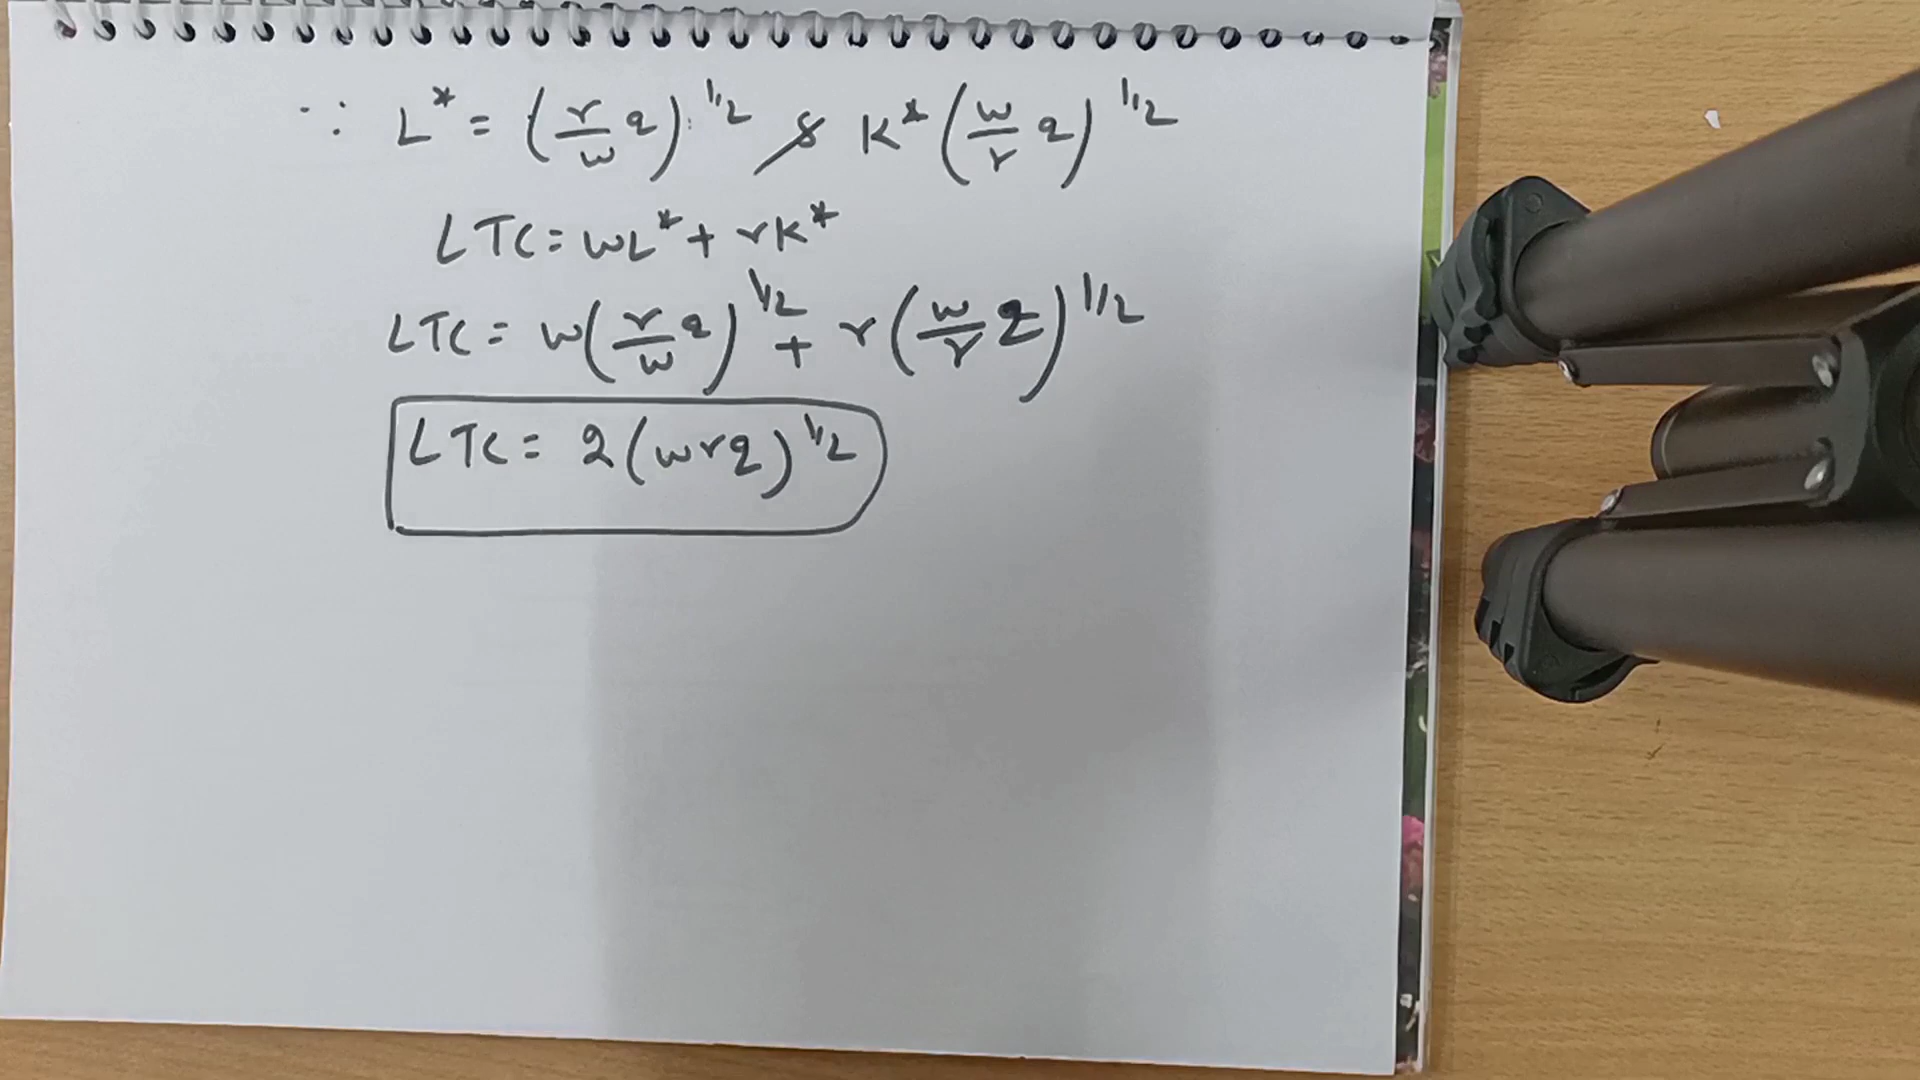 ∵ L* = (r/w q)^1/2 & K* (w/r q)^1/2
LTC = wL* + rK*
LTC = w(r/w q)^1/2 + r(w/r q)^1/2
LTC = 2(wrq)^1/2